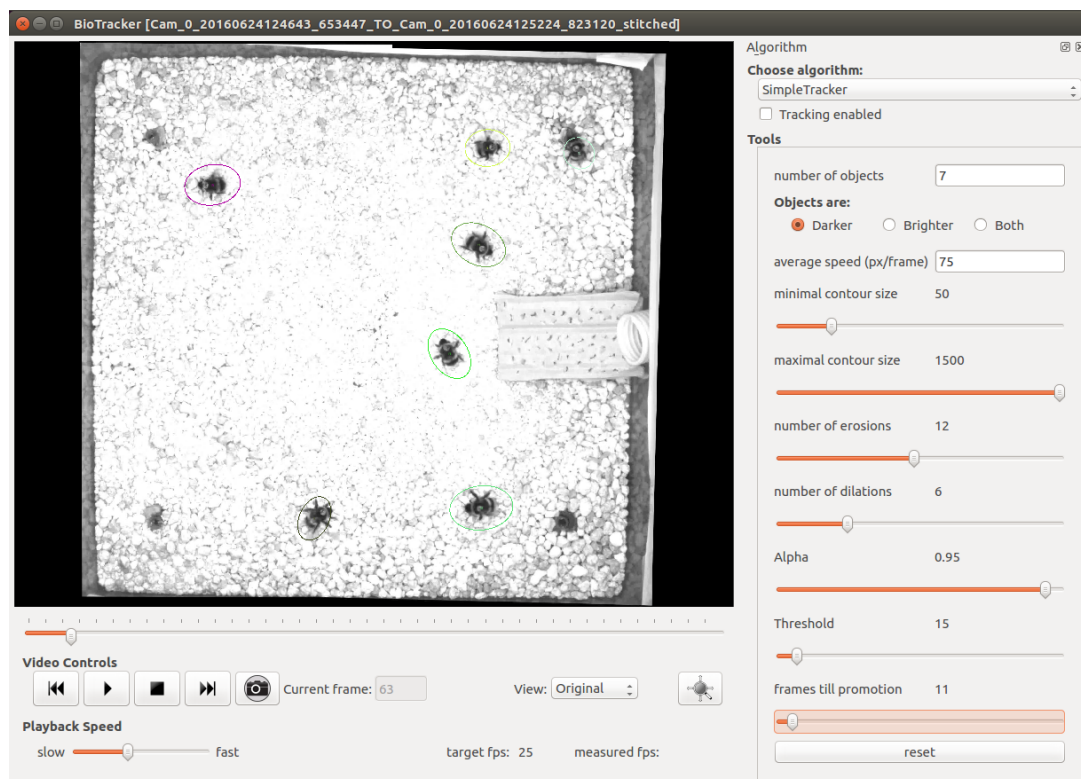 BioTracker [Cam_0_20160624124643_653447_TO_Cam_0_20160624125224_823120_stitched]
Algorithm
Choose algorithm:
SimpleTracker
Tracking enabled
Tools
number of objects 7
Objects are:
Darker Brighter Both
average speed (px/frame) 75
minimal contour size 50
maximal contour size 1500
number of erosions 12
number of dilations 6
Alpha 0.95
Threshold 15
frames till promotion 11
reset
Video Controls
Current frame: 63 View: Original
Playback Speed
slow fast target fps: 25 measured fps: